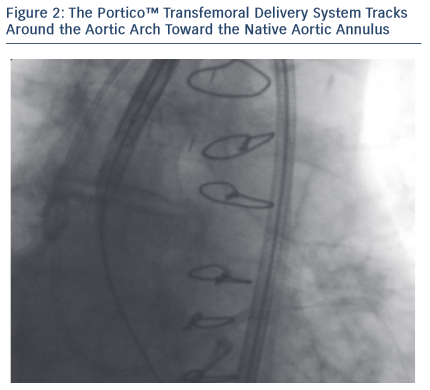 Figure 2: The Portico™ Transfemoral Delivery System Tracks
Around the Aortic Arch Toward the Native Aortic Annulus